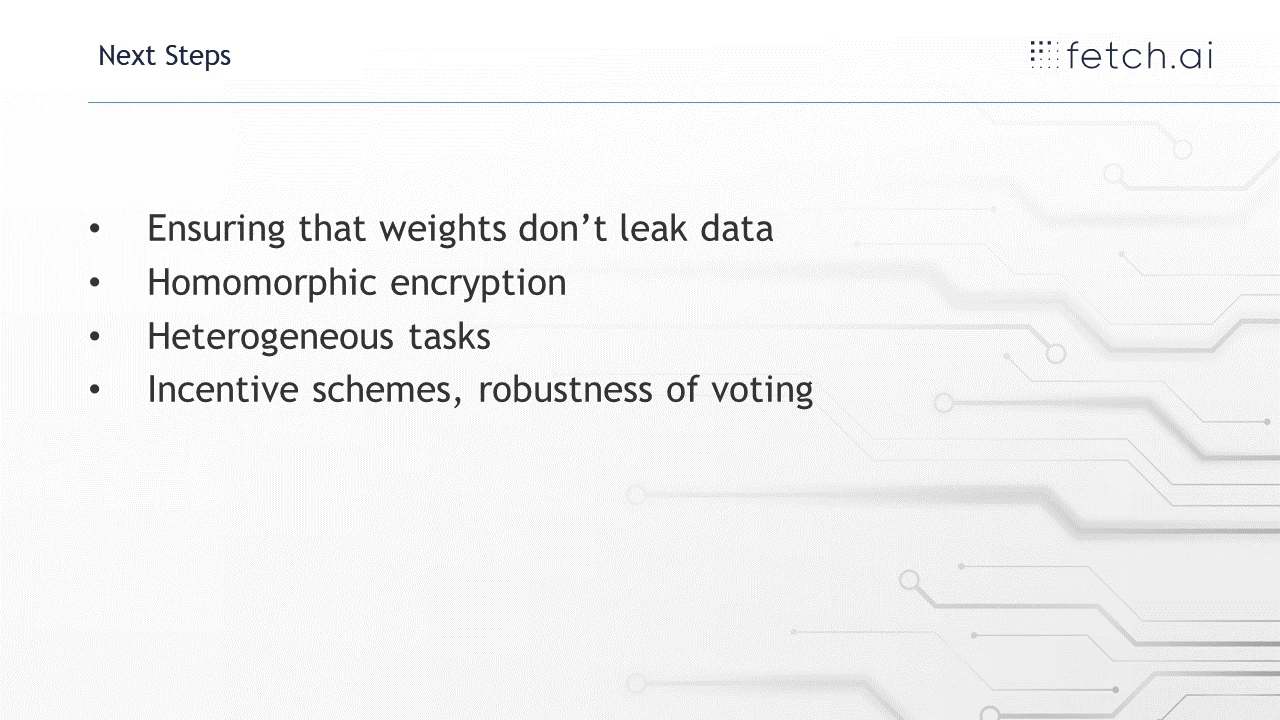 Next Steps
fetch.ai
• Ensuring that weights don’t leak data
• Homomorphic encryption
• Heterogeneous tasks
• Incentive schemes, robustness of voting